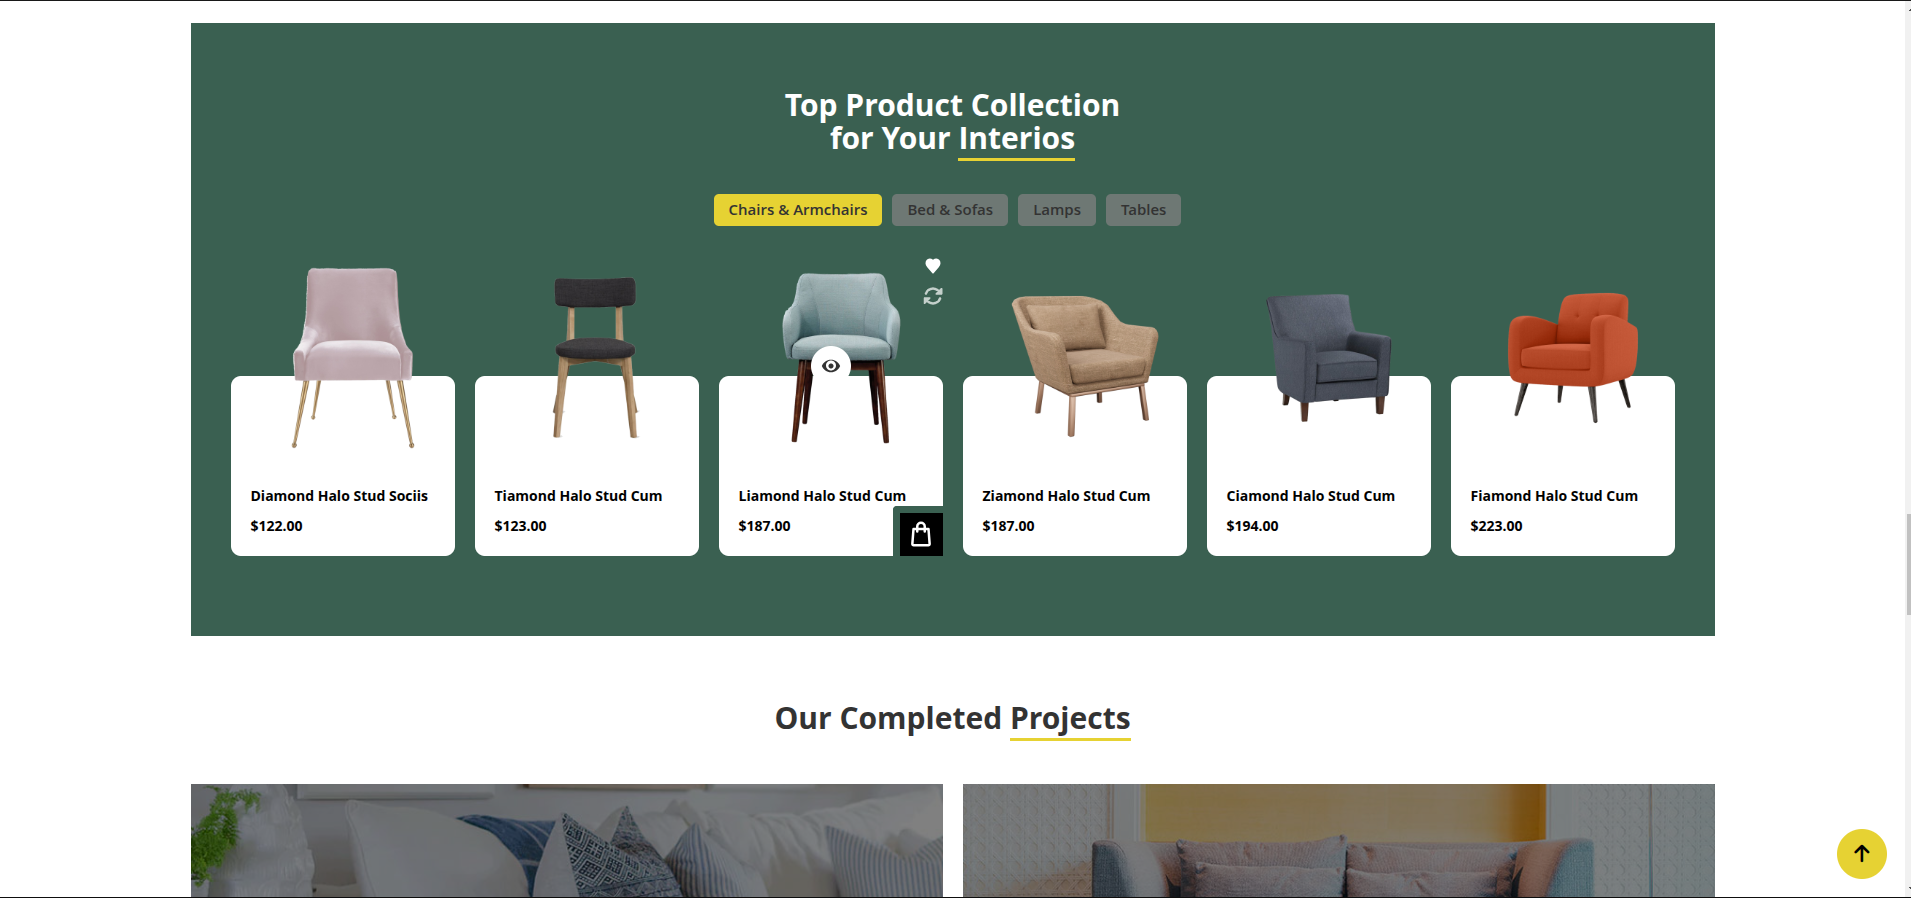 Top Product Collection
for Your Interios
Chairs & Armchairs
Bed & Sofas
Lamps
Tables
Diamond Halo Stud Sociis
$122.00
Tiamond Halo Stud Cum
$123.00
Liamond Halo Stud Cum
$187.00
Ziamond Halo Stud Cum
$187.00
Ciamond Halo Stud Cum
$194.00
Fiamond Halo Stud Cum
$223.00
Our Completed Projects